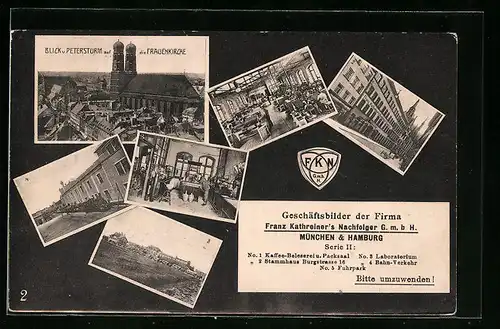 BLICK v. PETERSTURM auf die FRAUENKIRCHE
FKN
G.m.b.
H
Geschäftsbilder der Firma
Franz Kathreiner's Nachfolger G. m. b H.
MÜNCHEN & HAMBURG
Serie II:
No. 1 Kaffee-Belesereiu. Packsaal No. 3 Laboratorium
„ 2 Stammhaus Burgstrasse 16 „ 4 Bahn-Verkehr
No. 5 Fuhrpark
Bitte umzuwenden!
2